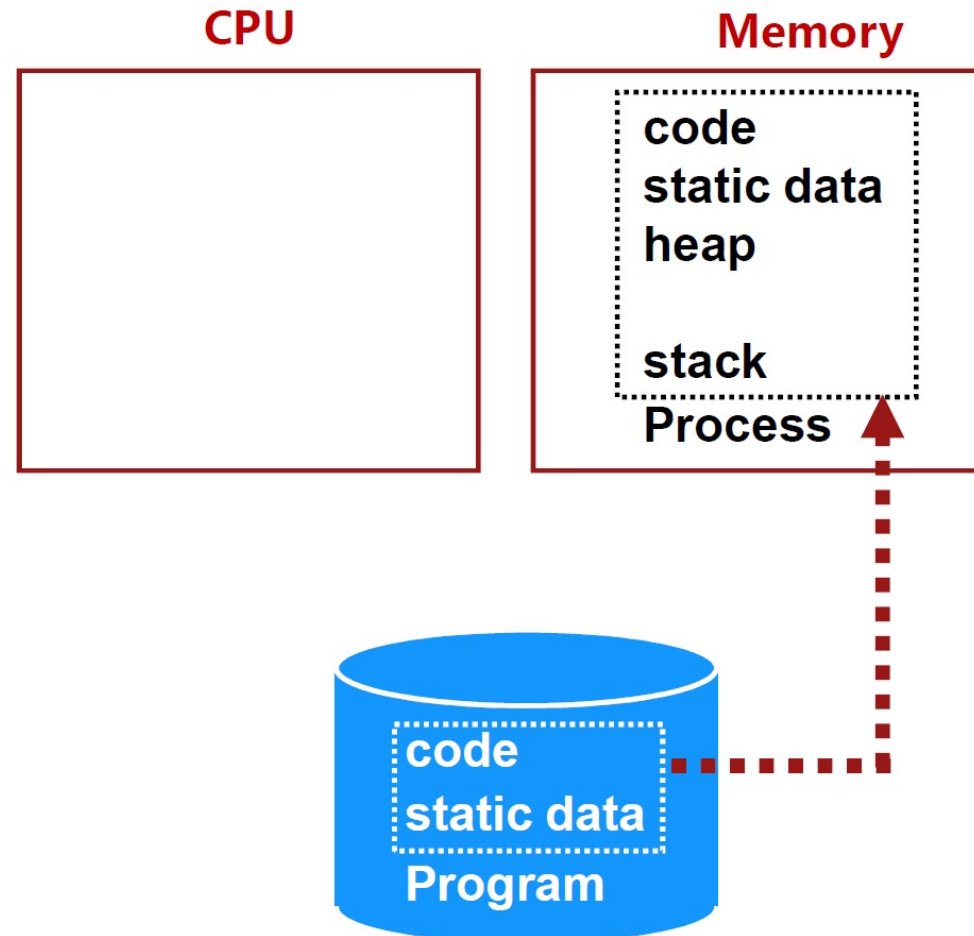 CPU
Memory
code
static data
heap
stack
Process
code
static data
Program